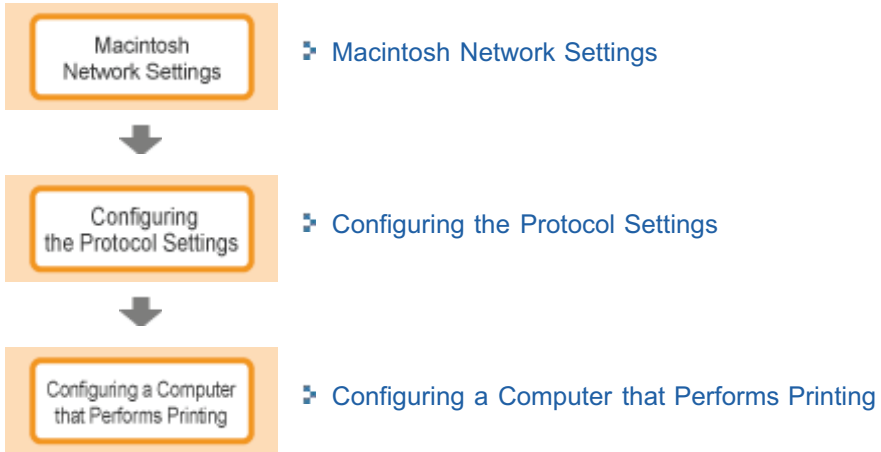 Macintosh
Network Settings
Macintosh Network Settings
Configuring
the Protocol Settings
Configuring the Protocol Settings
Configuring a Computer
that Performs Printing
Configuring a Computer that Performs Printing